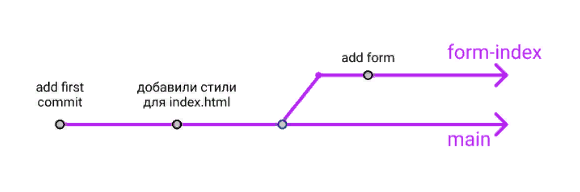 form-index
add form
add first
commit
добавили стили
для index.html
main